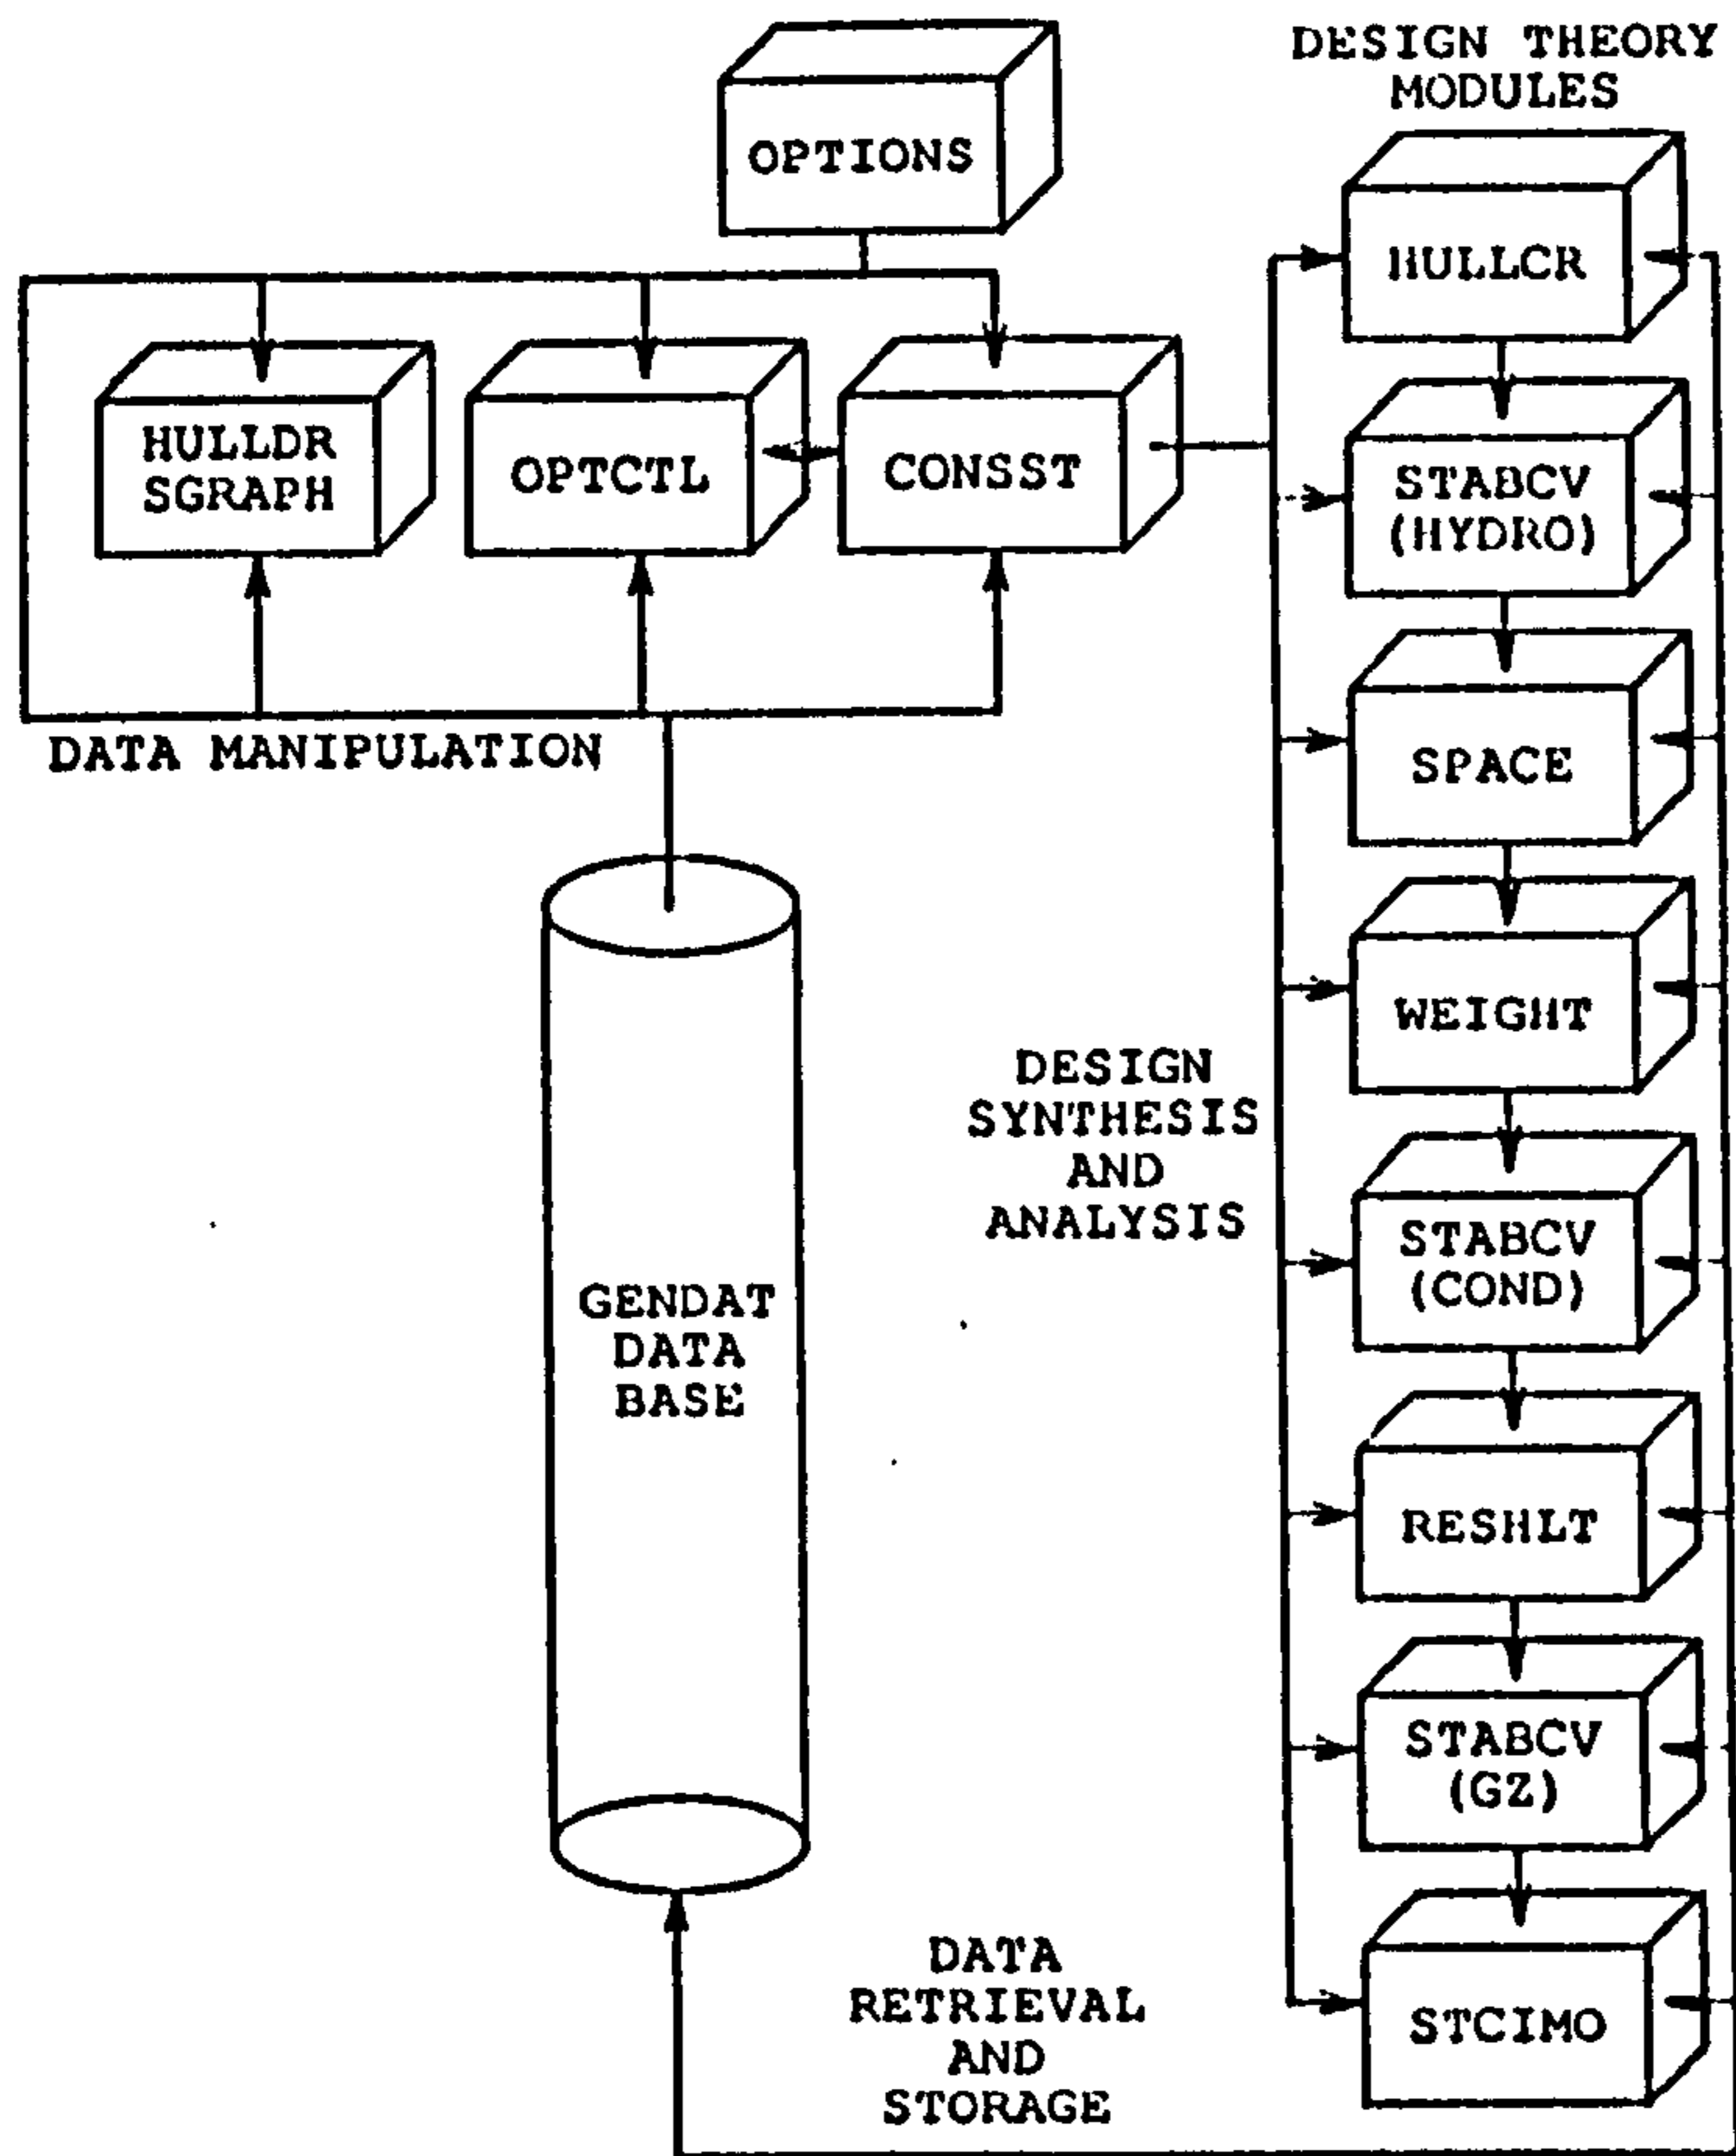 OPTIONS
DESIGN THEORY
MODULES
HULLDR
SGRAPH
OPTCTL
CONSST
DATA MANIPULATION
GENDAT
DATA
BASE
DESIGN
SYNTHESIS
AND
ANALYSIS
DATA
RETRIEVAL
AND
STORAGE
HULLCR
STABCV
(HYDRO)
SPACE
WEIGHT
STABCV
(COND)
RESHLT
STABCV
(GZ)
STCIMO